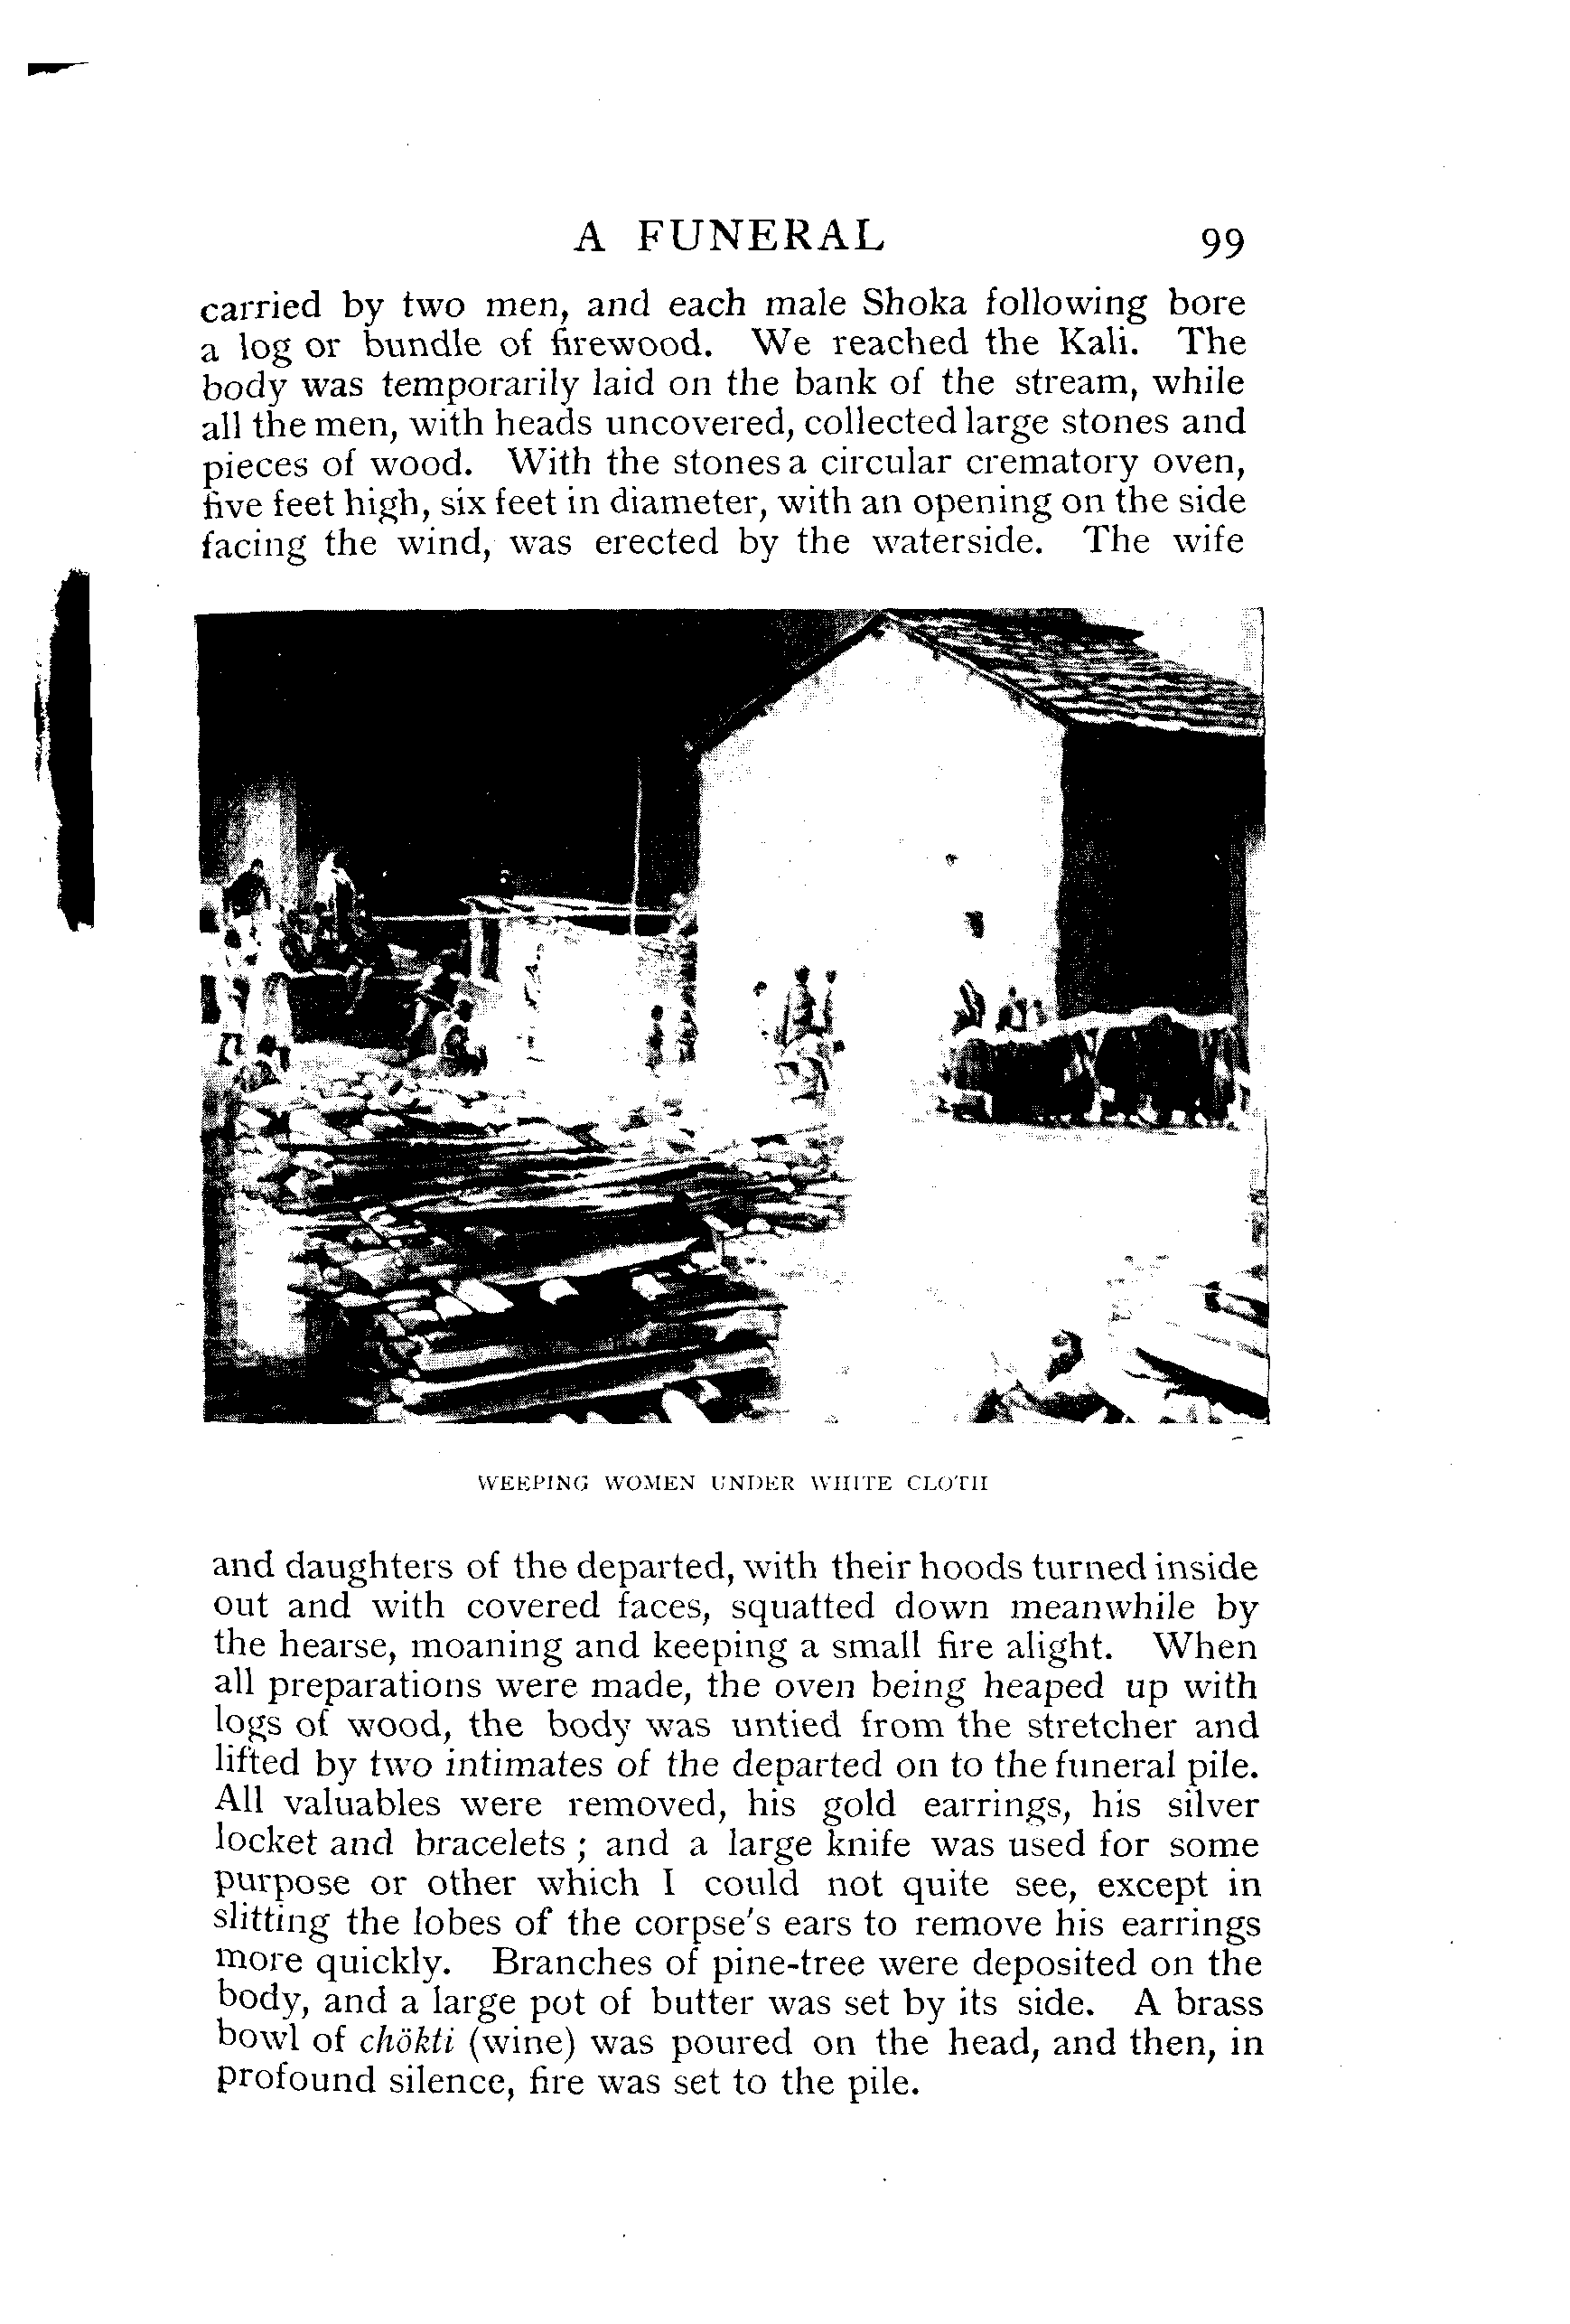 A FUNERAL 99
carried by two men, and each male Shoka following bore
a log or bundle of firewood. We reached the Kali. The
body was temporarily laid on the bank of the stream, while
all the men, with heads uncovered, collected large stones and
pieces of wood. With the stones a circular crematory oven,
five feet high, six feet in diameter, with an opening on the side
facing the wind, was erected by the waterside. The wife
WEEPING WOMEN UNDER WHITE CLOTH
and daughters of the departed, with their hoods turned inside
out and with covered faces, squatted down meanwhile by
the hearse, moaning and keeping a small fire alight. When
all preparations were made, the oven being heaped up with
logs of wood, the body was untied from the stretcher and
lifted by two intimates of the departed on to the funeral pile.
All valuables were removed, his gold earrings, his silver
locket and bracelets ; and a large knife was used for some
purpose or other which I could not quite see, except in
slitting the lobes of the corpse's ears to remove his earrings
more quickly. Branches of pine-tree were deposited on the
body, and a large pot of butter was set by its side. A brass
bowl of chökti (wine) was poured on the head, and then, in
profound silence, fire was set to the pile.